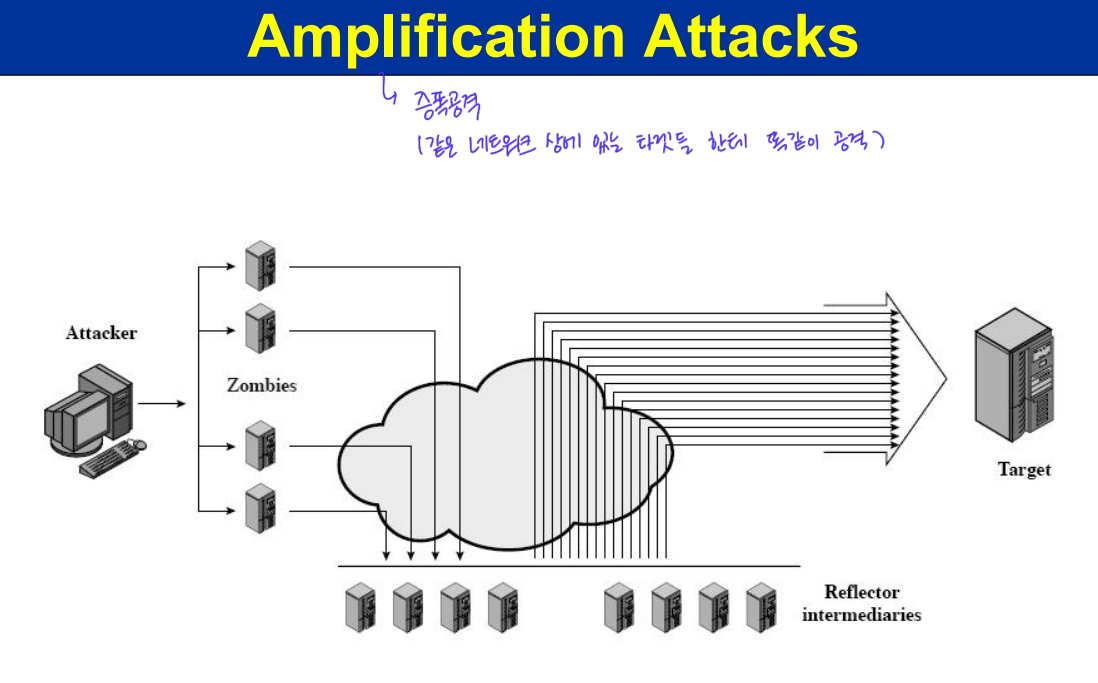 Amplification Attacks
↳ 증폭공격
(같은 네트워크 상에 있는 타겟들 한테 똑같이 공격)
Attacker
Zombies
Target
Reflector
intermediaries